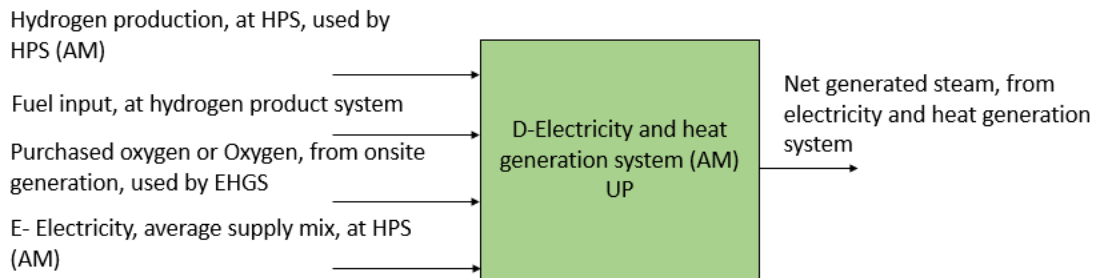 Hydrogen production, at HPS, used by
HPS (AM)
Fuel input, at hydrogen product system
Purchased oxygen or Oxygen, from onsite
generation, used by EHGS
E- Electricity, average supply mix, at HPS
(AM)
D-Electricity and heat
generation system (AM)
UP
Net generated steam, from
electricity and heat generation
system